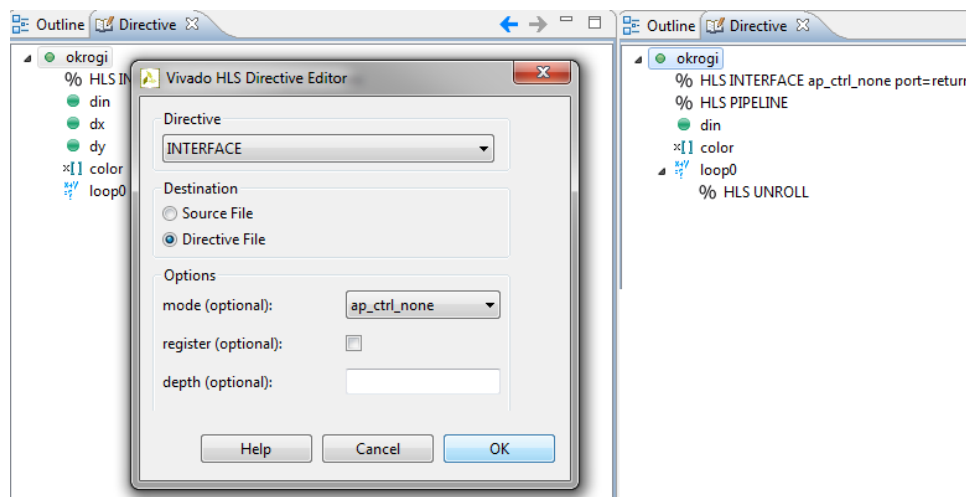 Outline Directive
okrogi
% HLS IN
din
dx
dy
x[] color
loop0
Vivado HLS Directive Editor
Directive
INTERFACE
Destination
Source File
Directive File
Options
mode (optional): ap_ctrl_none
register (optional):
depth (optional):
Help Cancel OK
Outline Directive
okrogi
% HLS INTERFACE ap_ctrl_none port=return
% HLS PIPELINE
din
x[] color
loop0
% HLS UNROLL